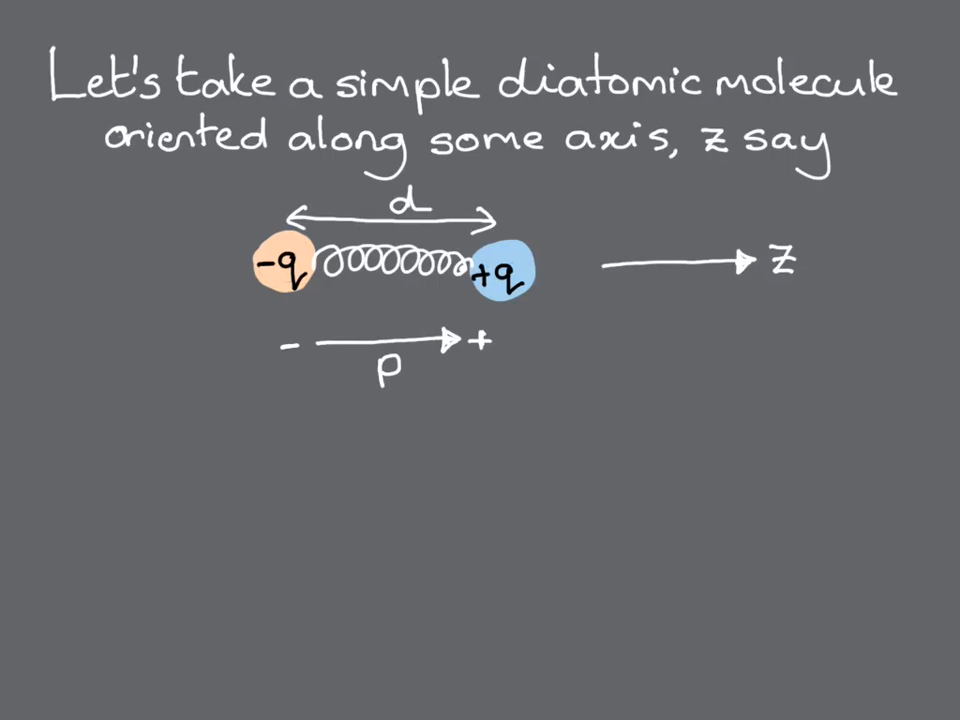 Let's take a simple diatomic molecule
oriented along some axis, z say
d
-q +q z
- +
p